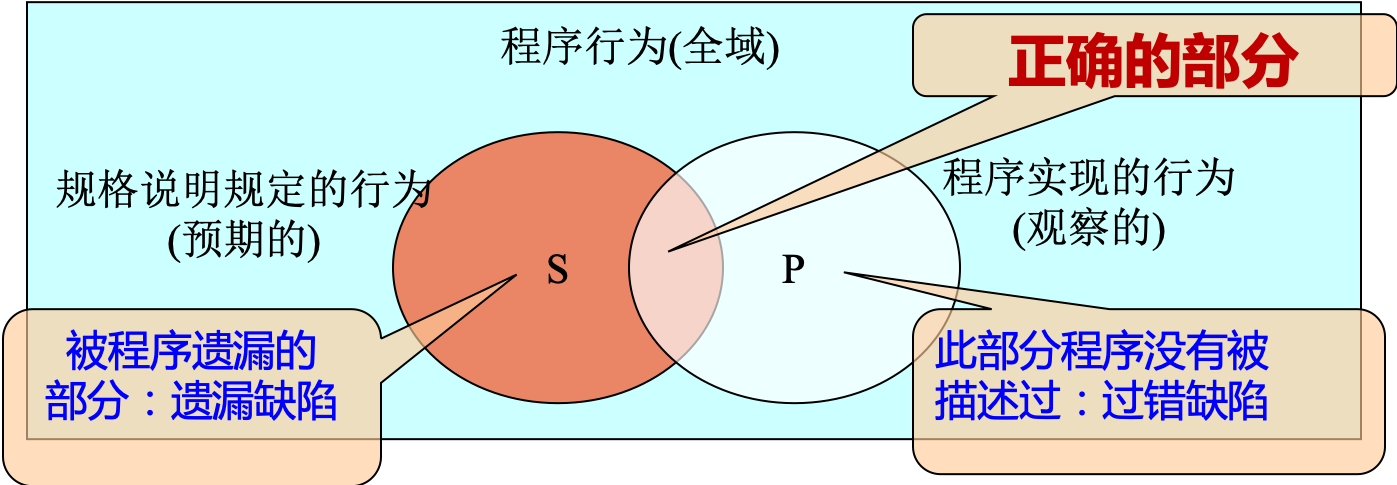 程序行为(全域)
正确的部分
规格说明规定的行为
(预期的)
程序实现的行为
(观察的)
S
P
被程序遗漏的
部分：遗漏缺陷
此部分程序没有被
描述过：过错缺陷